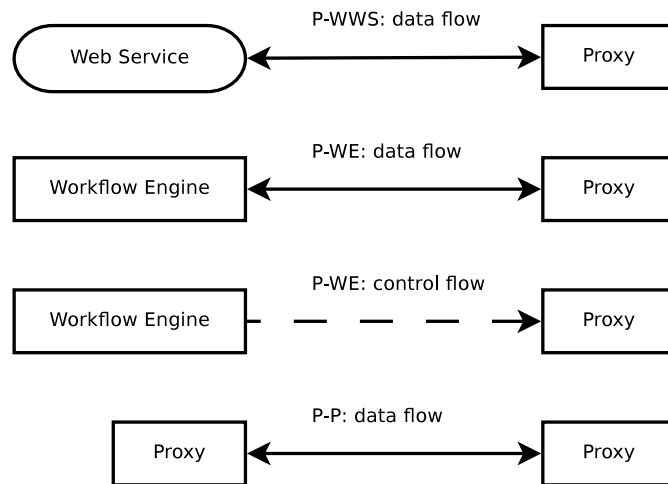 P-WWS: data flow
Web Service
Proxy
P-WE: data flow
Workflow Engine
Proxy
P-WE: control flow
Workflow Engine
Proxy
P-P: data flow
Proxy
Proxy